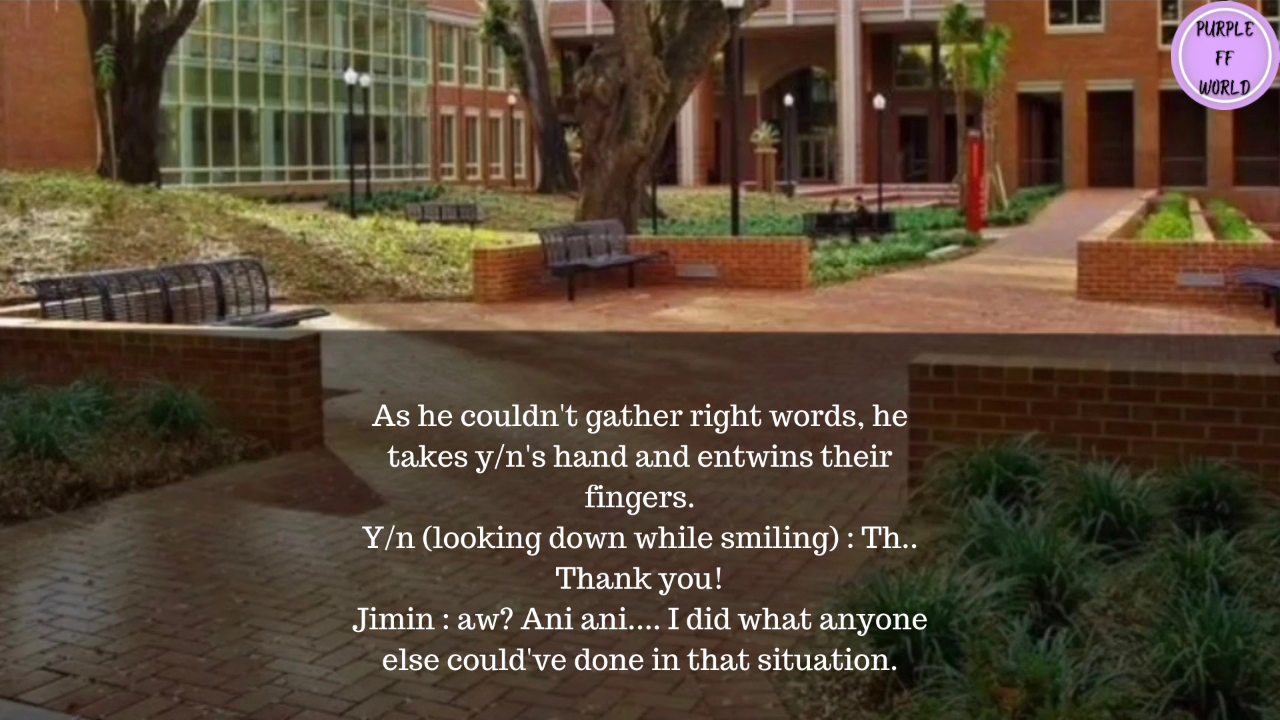 PURPLE
FF
WORLD
As he couldn't gather right words, he
takes y/n's hand and entwins their
fingers.
Y/n (looking down while smiling) : Th..
Thank you!
Jimin : aw? Ani ani.... I did what anyone
else could've done in that situation.